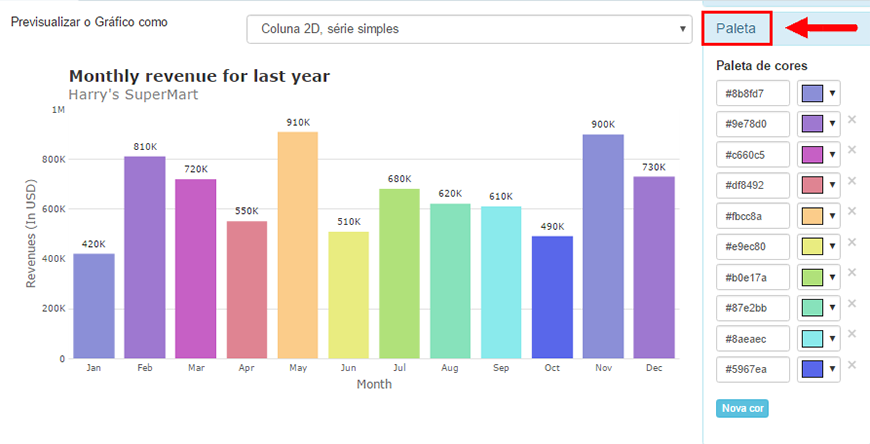 Previsualizar o Gráfico como
Coluna 2D, série simples
Paleta
Monthly revenue for last year
Harry's SuperMart
Revenues (In USD)
1M
800K
600K
400K
200K
0
420K
810K
720K
550K
910K
510K
680K
620K
610K
490K
900K
730K
Jan Feb Mar Apr May Jun Jul Aug Sep Oct Nov Dec
Month
Paleta de cores
#8b8fd7
#9e78d0
#c660c5
#df8492
#fbcc8a
#e9ec80
#b0e17a
#87e2bb
#8aeaec
#5967ea
Nova cor